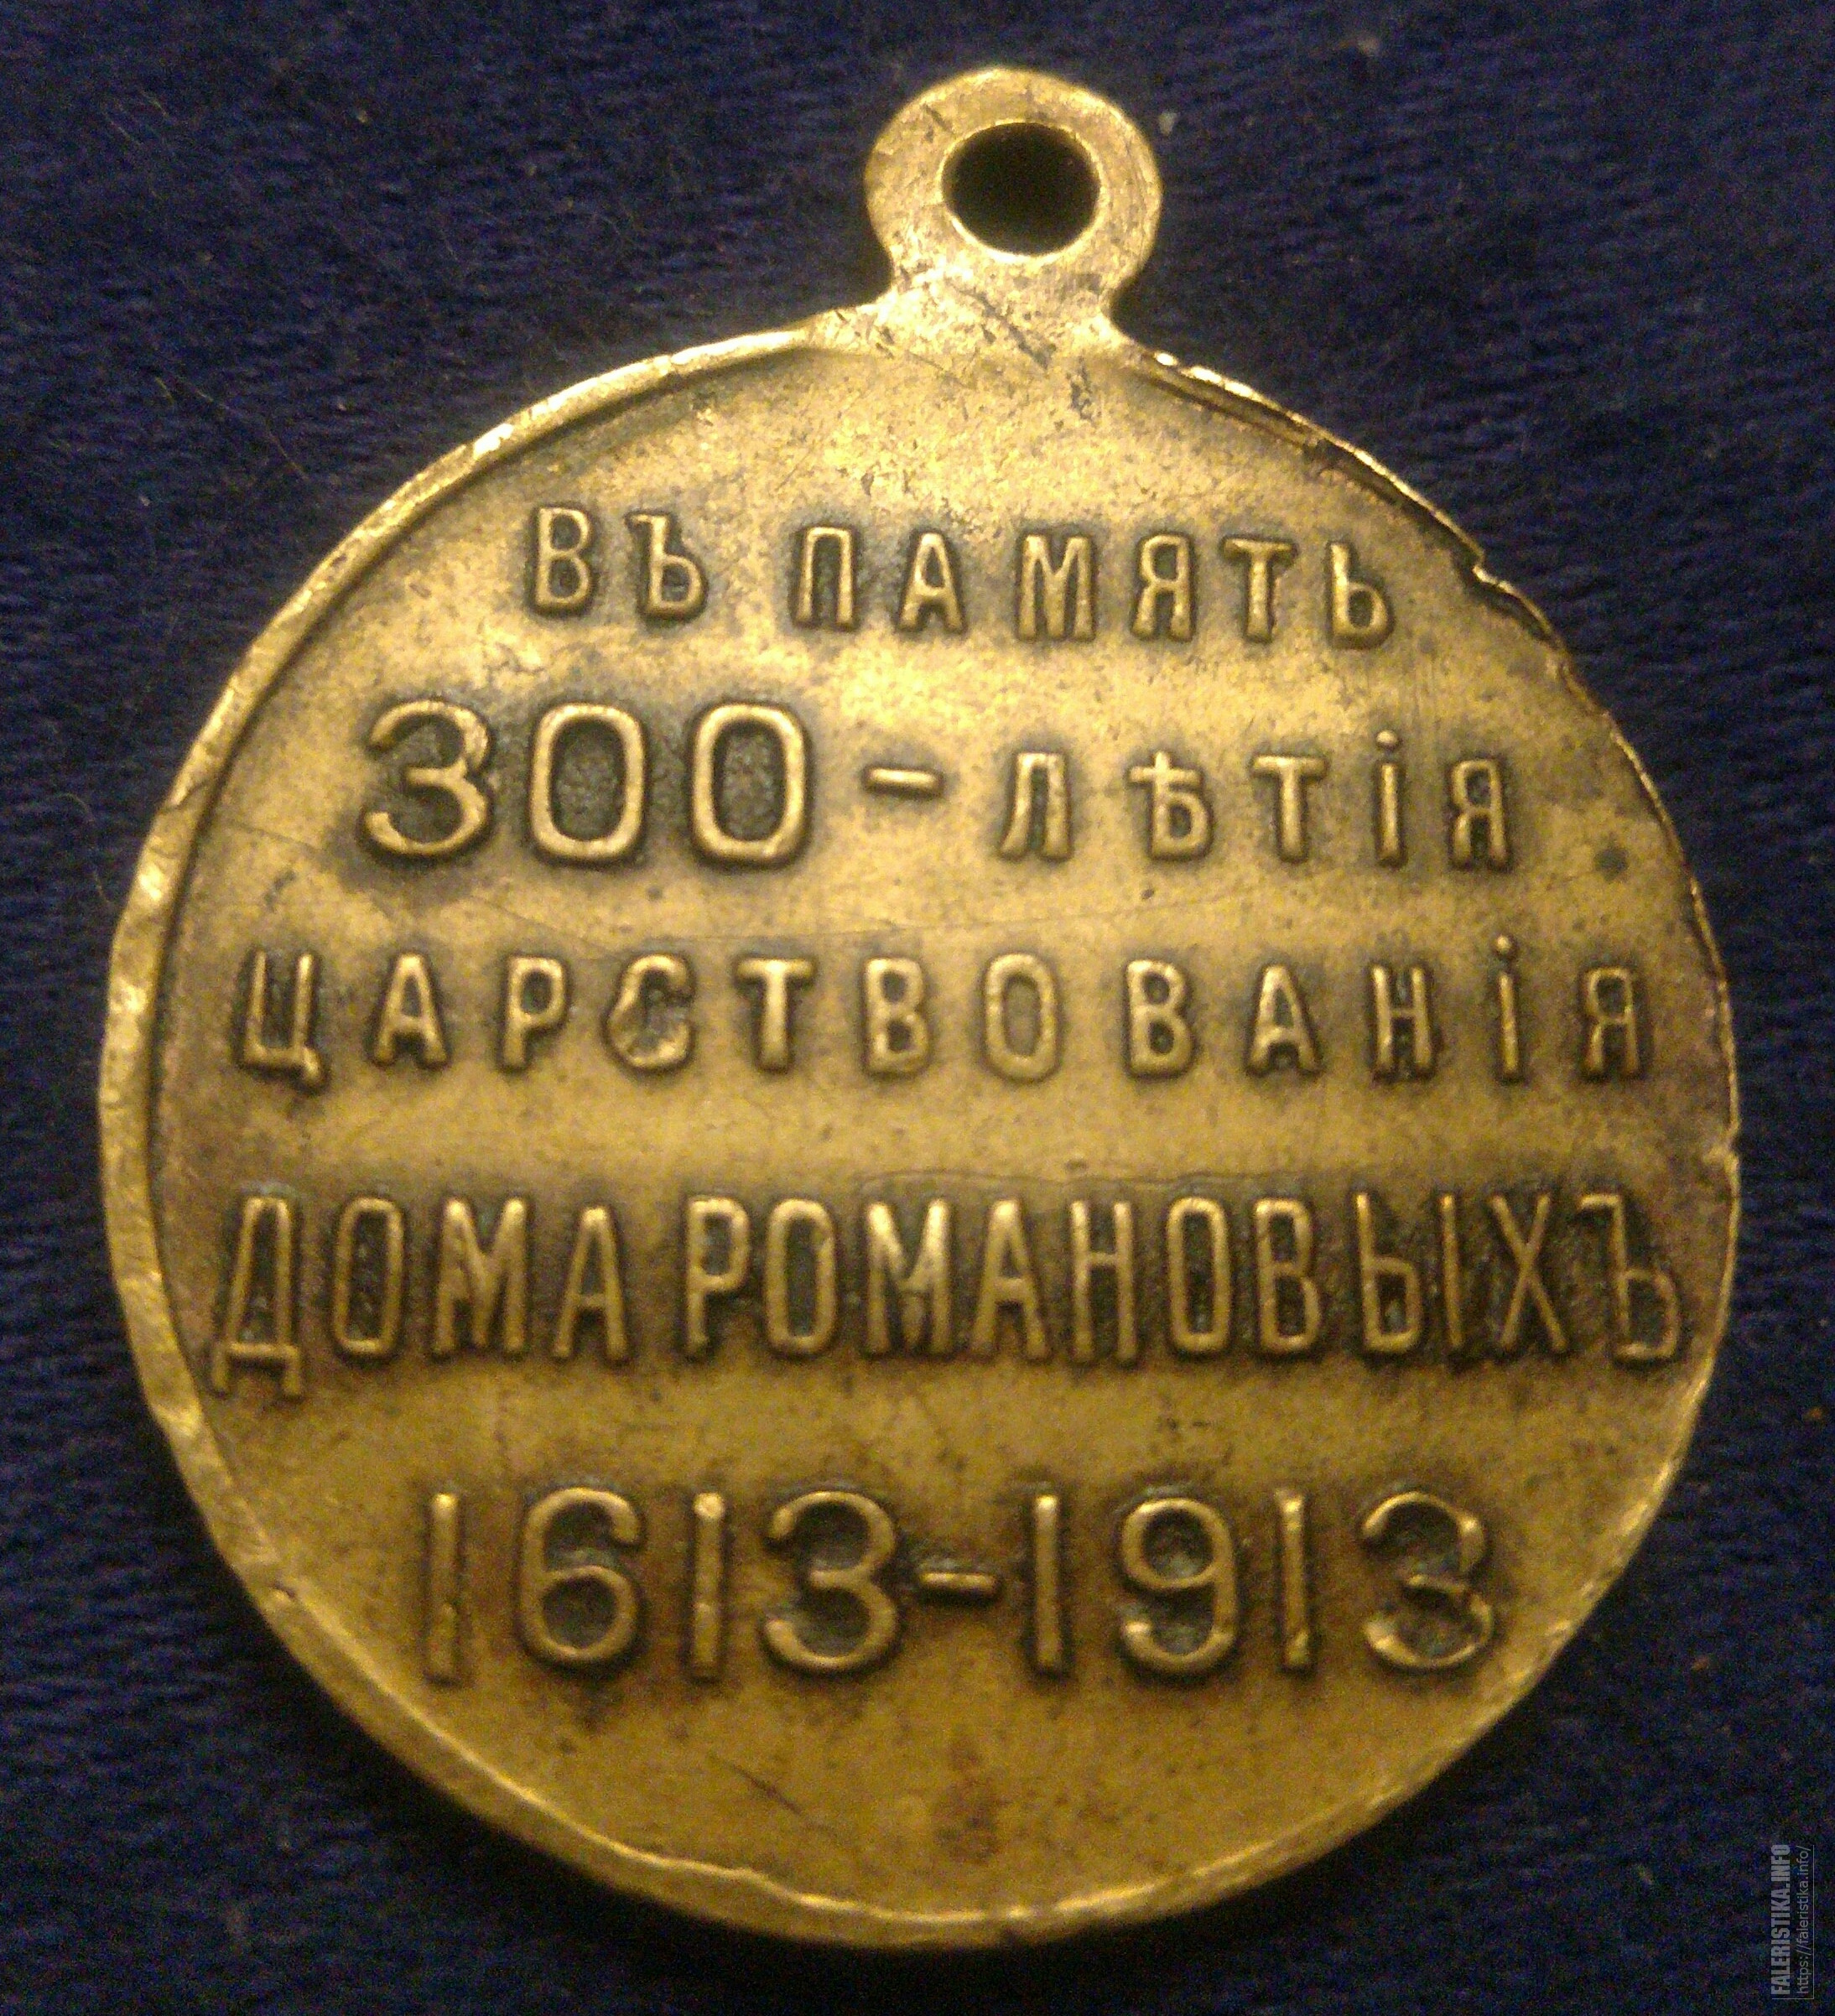 ВЪ ПАМЯТЬ
300-ЛѢТІЯ
ЦАРСТВОВАНІЯ
ДОМА РОМАНОВЫХЪ
1613-1913
FALERISTIKA.INFO
https://faleristika.info/